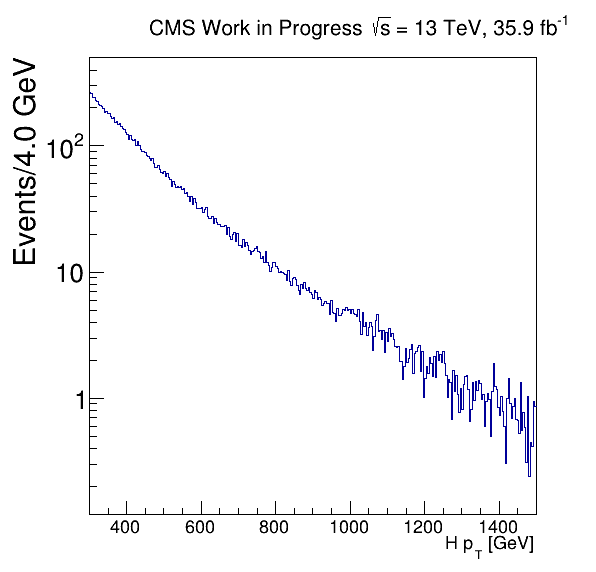 CMS Work in Progress √s = 13 TeV, 35.9 fb⁻¹
Events/4.0 GeV
10²
10
1
400 600 800 1000 1200 1400
H p_T [GeV]